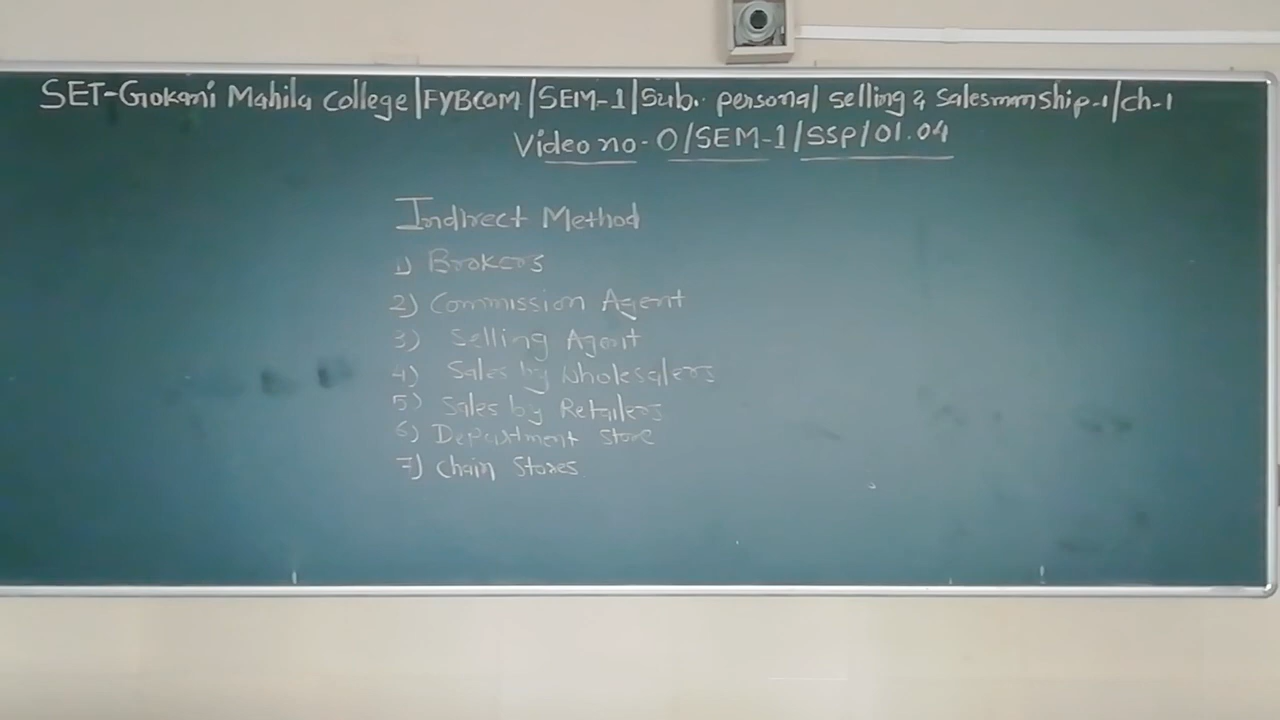 SET-Gokani Mahila college/FYBCOM/SEM-1/Sub. personal selling & salesmanship-1/ch-1
Video no- O/SEM-1/SSP/01.04
Indirect Method
1) Brokers
2) Commission Agent
3) Selling Agent
4) Sales by Wholesalers
5) Sales by Retailers
6) Department store
7) Chain Stores